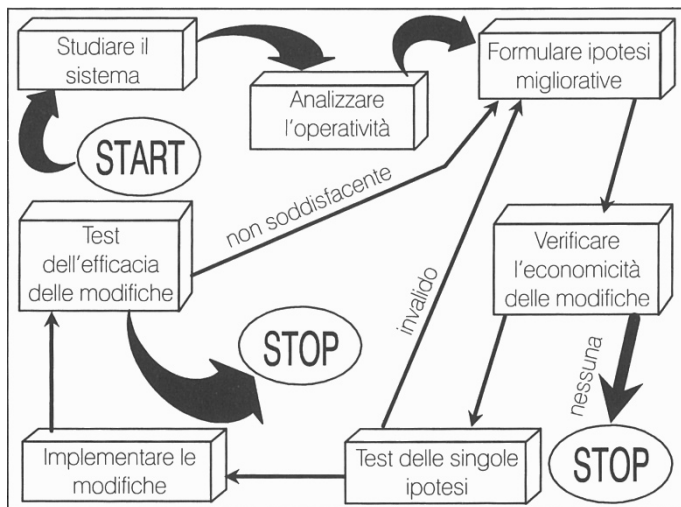 Studiare il
sistema
Analizzare
l'operatività
Formulare ipotesi
migliorative
START
non soddisfacente
Test
dell'efficacia
delle modifiche
Verificare
l'economicità
delle modifiche
invalido
STOP
nessuna
Implementare le
modifiche
Test delle singole
ipotesi
STOP